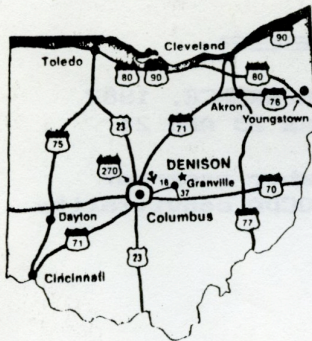 90
Cleveland
90
Toledo
80 90
80
Akron
76
Youngstown
23
71
75
DENISON
270
16
Granville
37
70
Dayton
Columbus
71
77
Cincinnati
23